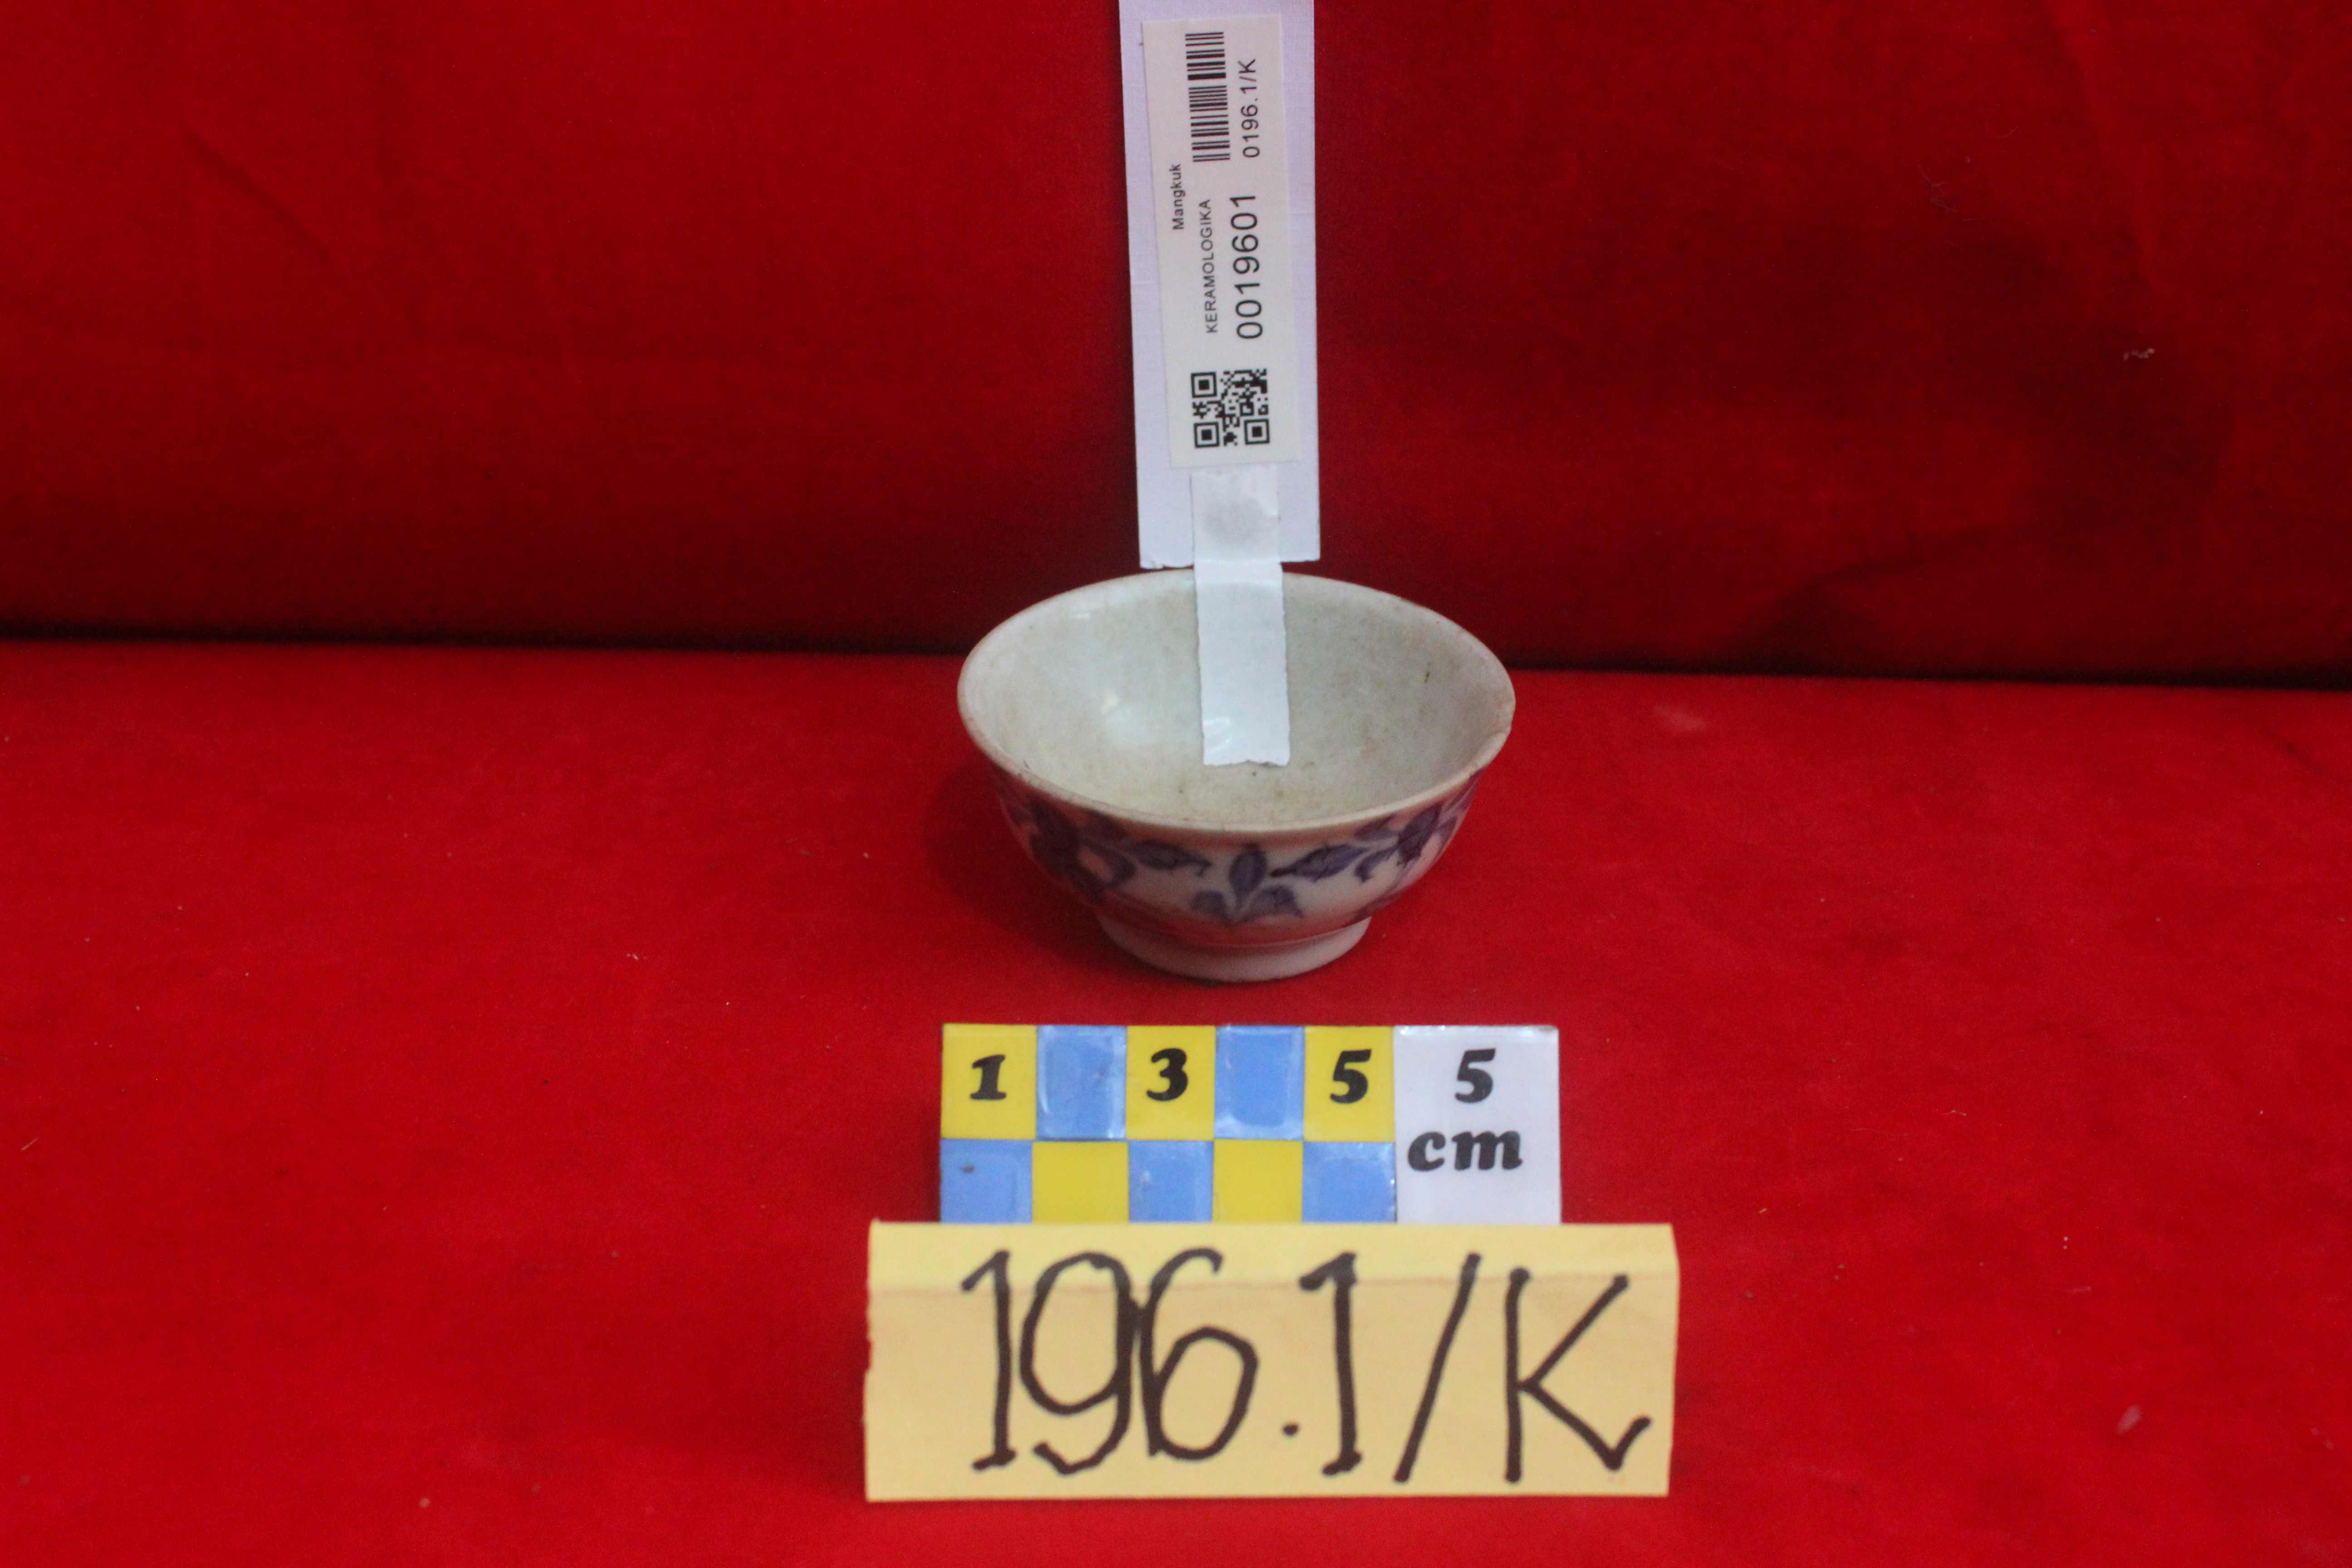 Mangkuk
KERAMOLOGIKA
0019601 0196.1/K
1 3 5 5
cm
196.1/K